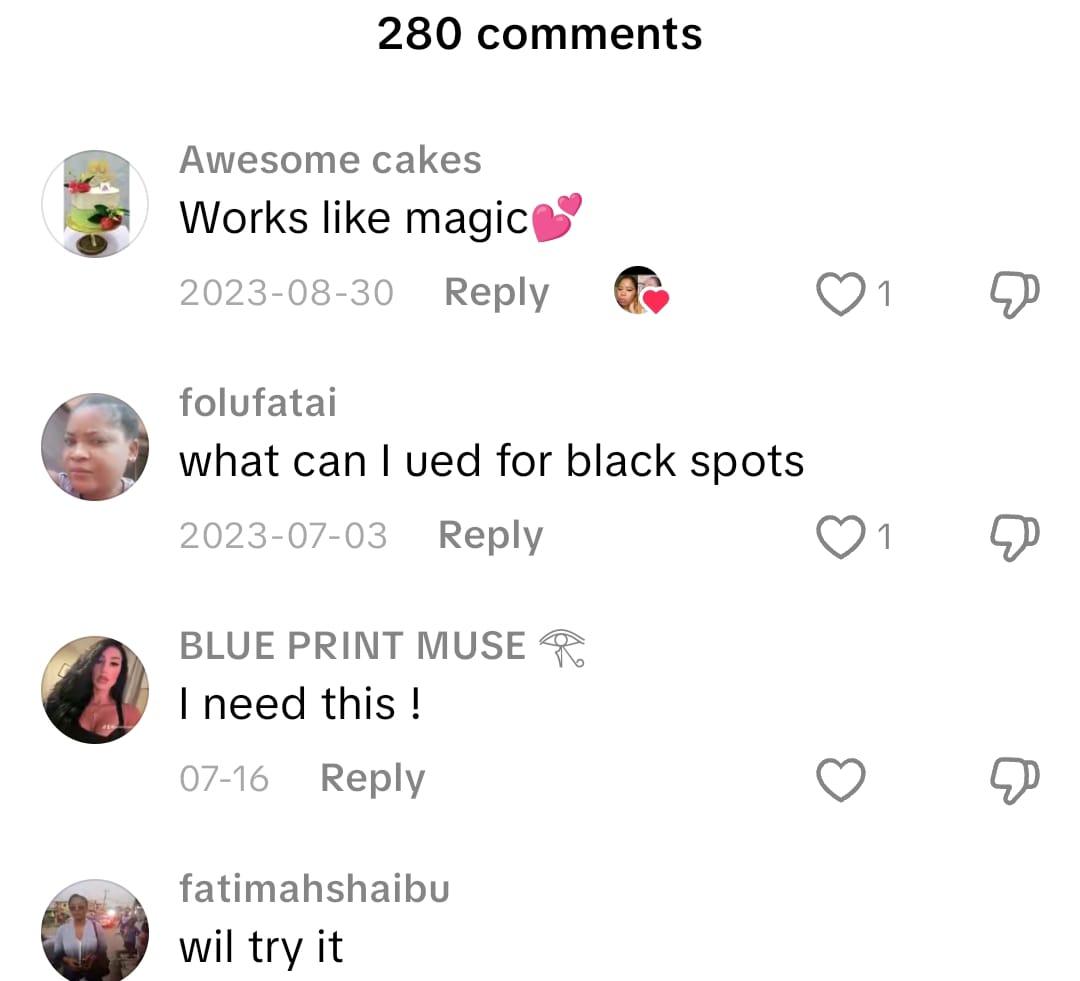 280 comments
Awesome cakes
Works like magic💕
2023-08-30 Reply 1
folufatai
what can I ued for black spots
2023-07-03 Reply 1
BLUE PRINT MUSE 𓂀
I need this !
07-16 Reply
fatimahshaibu
wil try it